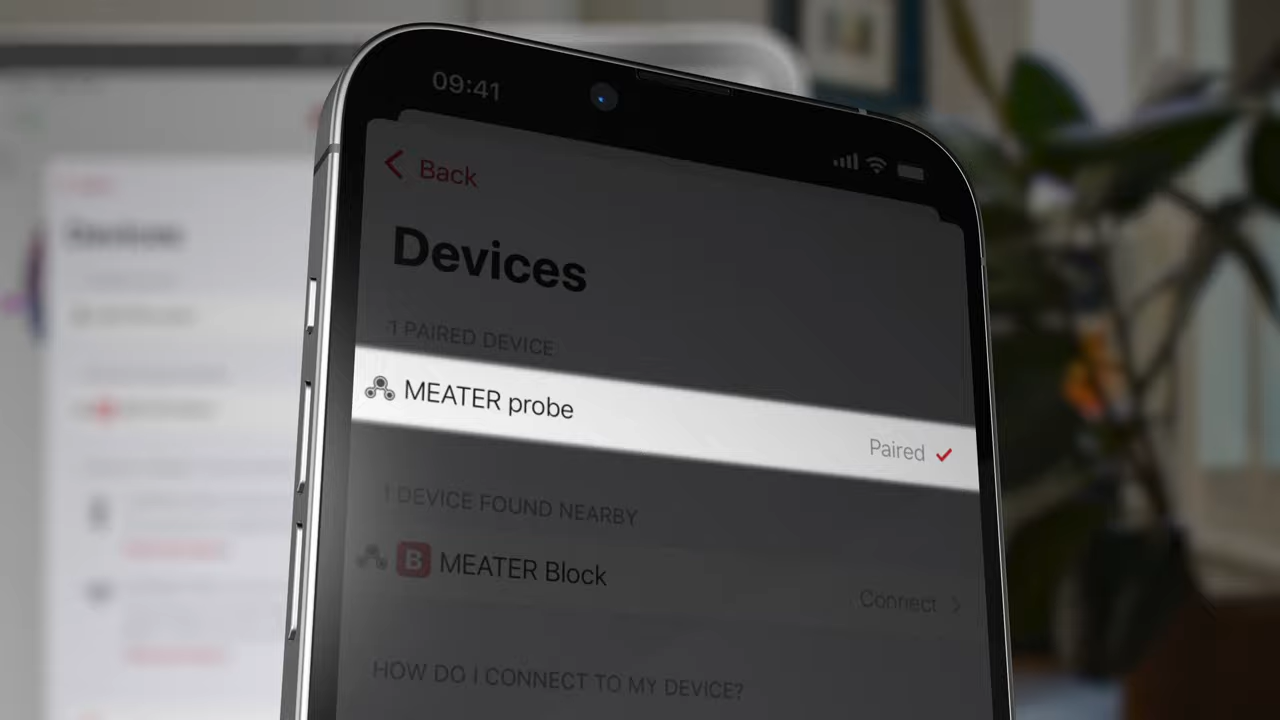 09:41
Back
Devices
1 PAIRED DEVICE
MEATER probe
Paired
1 DEVICE FOUND NEARBY
B
MEATER Block
Connect
HOW DO I CONNECT TO MY DEVICE?
Devices